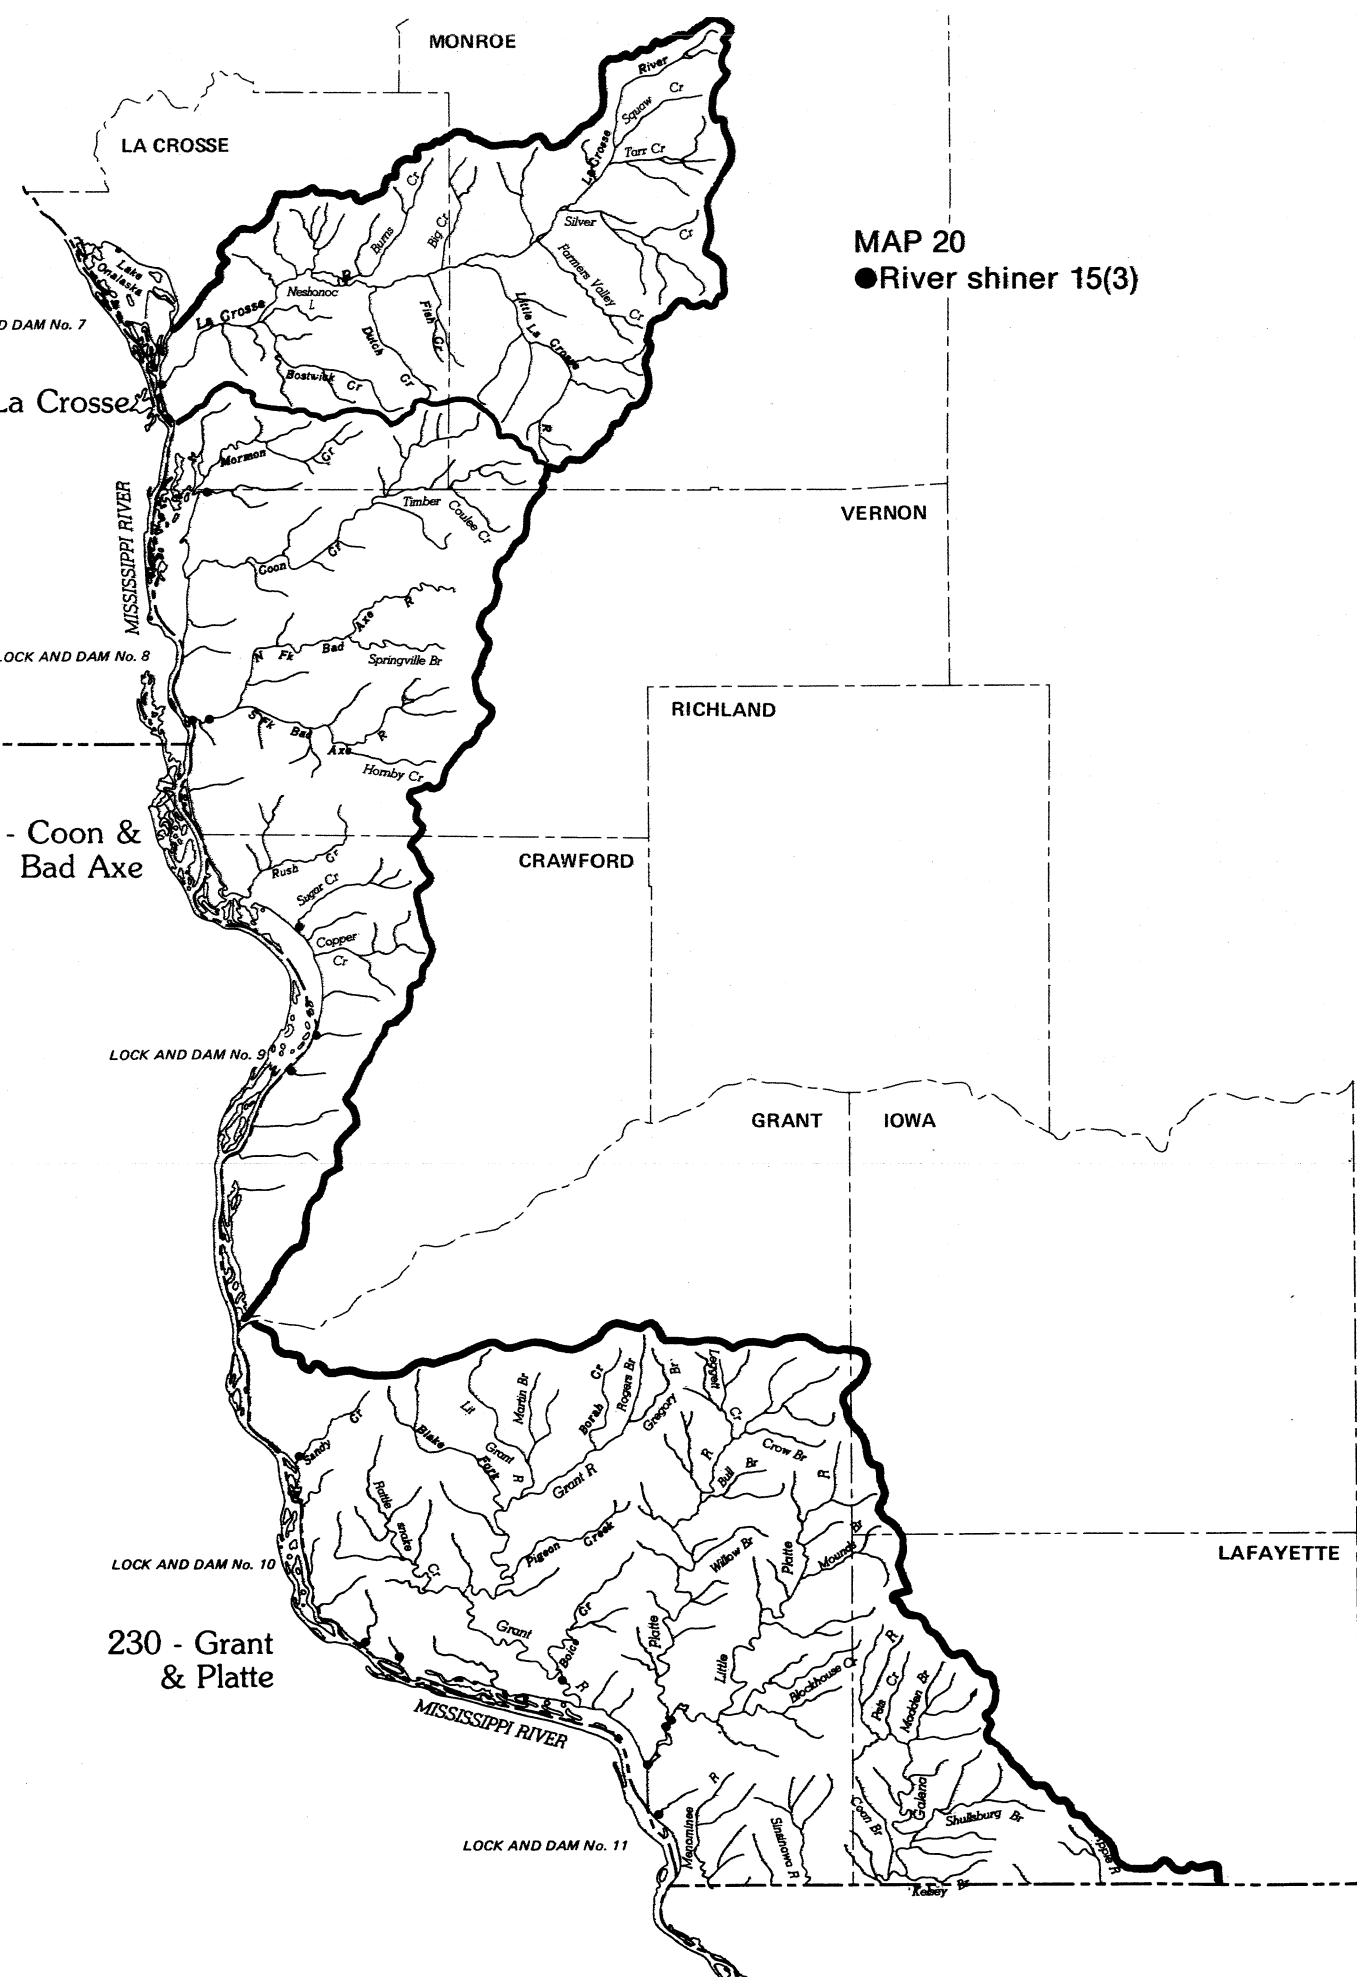 MONROE
River
Cr
Squaw
LA CROSSE
La Crosse
Tarr Cr
Cr
Burns
Big Cr
Silver
Cr
MAP 20
●River shiner 15(3)
Lake
Onalaska
R
Neshonoc
L
Farmers Valley
Cr
La Crosse
Fish
Cr
Little La Crosse
D DAM No. 7
Dutch
Cr
Bostwick Cr
La Crosse
R
Mormon
Cr
Timber
Coulee Cr
VERNON
MISSISSIPPI RIVER
Coon
Cr
Bad Axe R
N Fk
Springville Br
LOCK AND DAM No. 8
RICHLAND
S Fk
Bad
Axe
R
Hornby Cr
- Coon &
Bad Axe
CRAWFORD
Rush
Cr
Sugar Cr
Copper
Cr
LOCK AND DAM No. 9
GRANT
IOWA
Leggett
Cr
Borah
Cr
Rogers Br
Gregory
Br
Martin Br
Lit
Grant
R
Sandy
Cr
Blake
Fork
Crow Br
R
Bull
Br
R
Grant R
Rattle
snake
Cr
Pigeon Creek
Willow Br
Platte
Mounds
Br
LAFAYETTE
LOCK AND DAM No. 10
230 - Grant
& Platte
Grant
R
Boice
Cr
Platte
R
Little
Blockhouse Cr
R
Pats
Cr
Madden Br
MISSISSIPPI RIVER
Menominee
R
Sinsinawa R
Coon Br
Galena
Shullsburg Br
Apple R
LOCK AND DAM No. 11
Kelsey Br